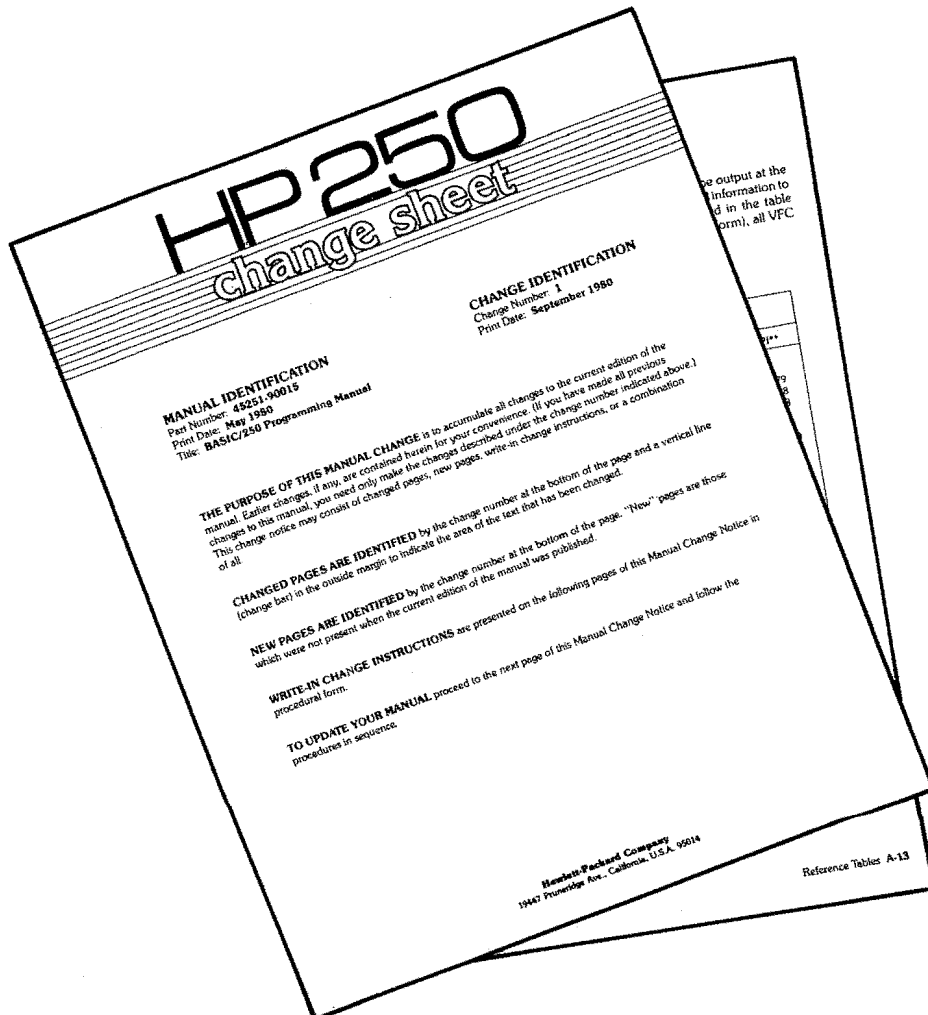 HP 250
change sheet
CHANGE IDENTIFICATION
Change Number: 1
Print Date: September 1980
MANUAL IDENTIFICATION
Part Number: 45251-90015
Print Date: May 1980
Title: BASIC/250 Programming Manual
THE PURPOSE OF THIS MANUAL CHANGE is to accumulate all changes to the current edition of the
manual. Earlier changes, if any, are contained herein for your convenience. (If you have made all previous
changes to this manual, you need only make the changes described under the change number indicated above.)
This change notice may consist of changed pages, new pages, write-in change instructions, or a combination
of all
CHANGED PAGES ARE IDENTIFIED by the change number at the bottom of the page and a vertical line
(change bar) in the outside margin to indicate the area of the text that has been changed.
NEW PAGES ARE IDENTIFIED by the change number at the bottom of the page. "New" pages are those
which were not present when the current edition of the manual was published.
WRITE-IN CHANGE INSTRUCTIONS are presented on the following pages of this Manual Change Notice in
procedural form.
TO UPDATE YOUR MANUAL proceed to the next page of this Manual Change Notice and follow the
procedures in sequence.
Hewlett-Packard Company
19447 Pruneridge Ave., California, U.S.A. 95014
output at the
information to
in the table
all VFC
Reference Tables A-13